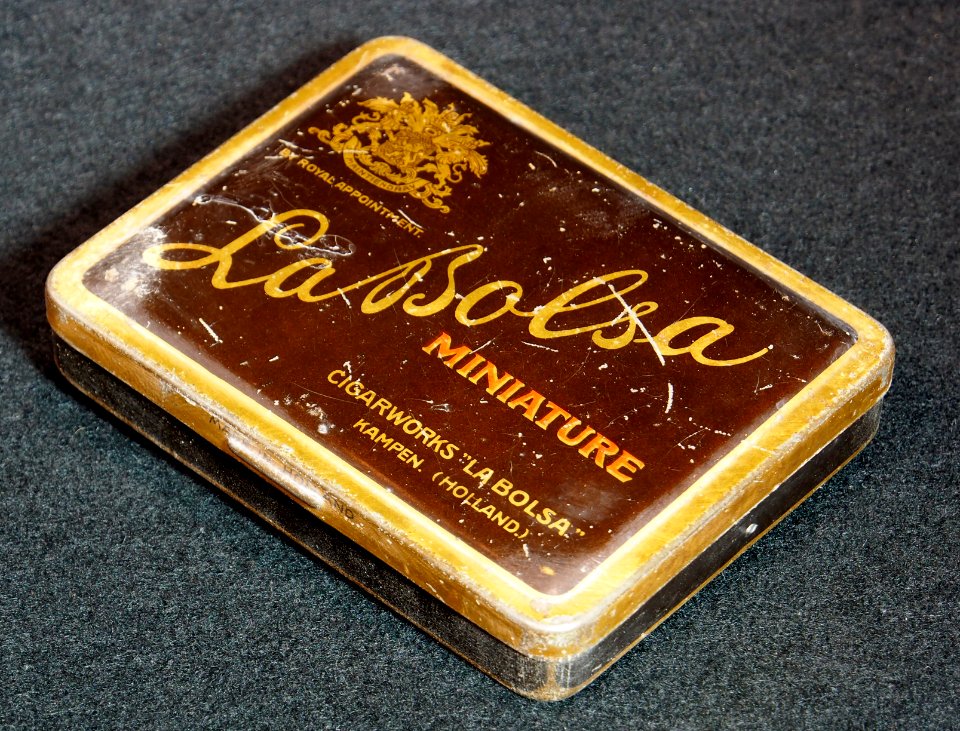 BY ROYAL APPOINTMENT.
La Bolsa
MINIATURE
CIGARWORKS "LA BOLSA"
KAMPEN. (HOLLAND.)